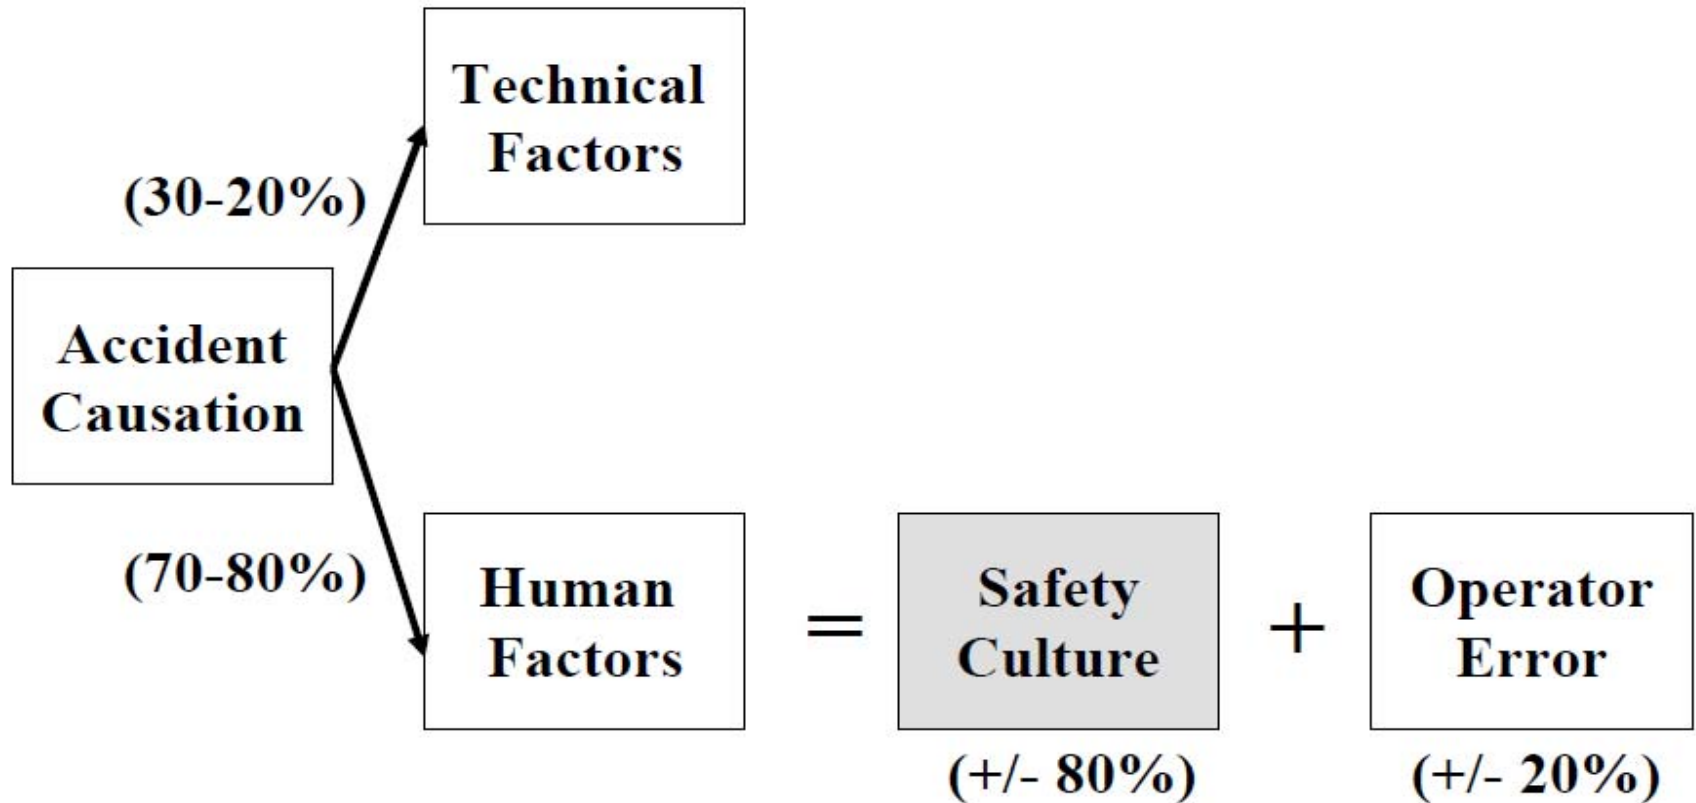 Technical
Factors
(30-20%)
Accident
Causation
(70-80%)
Human
Factors
=
Safety
Culture
+
Operator
Error
(+/- 80%)
(+/- 20%)